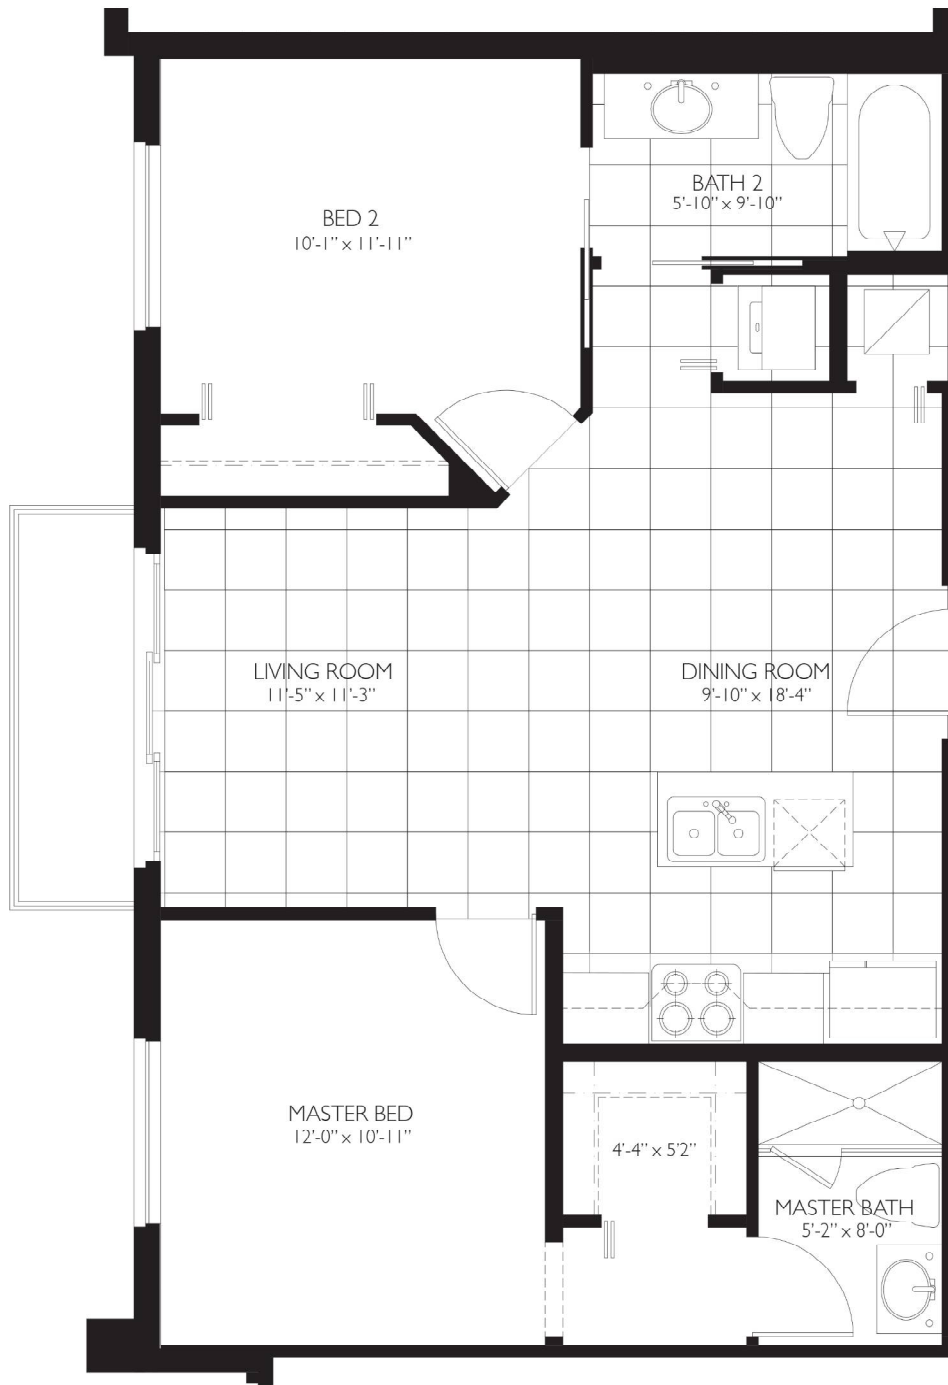 BATH 2
5'-10" x 9'-10"
BED 2
10'-1" x 11'-11"
LIVING ROOM
11'-5" x 11'-3"
DINING ROOM
9'-10" x 18'-4"
MASTER BED
12'-0" x 10'-11"
4'-4" x 5'2"
MASTER BATH
5'-2" x 8'-0"